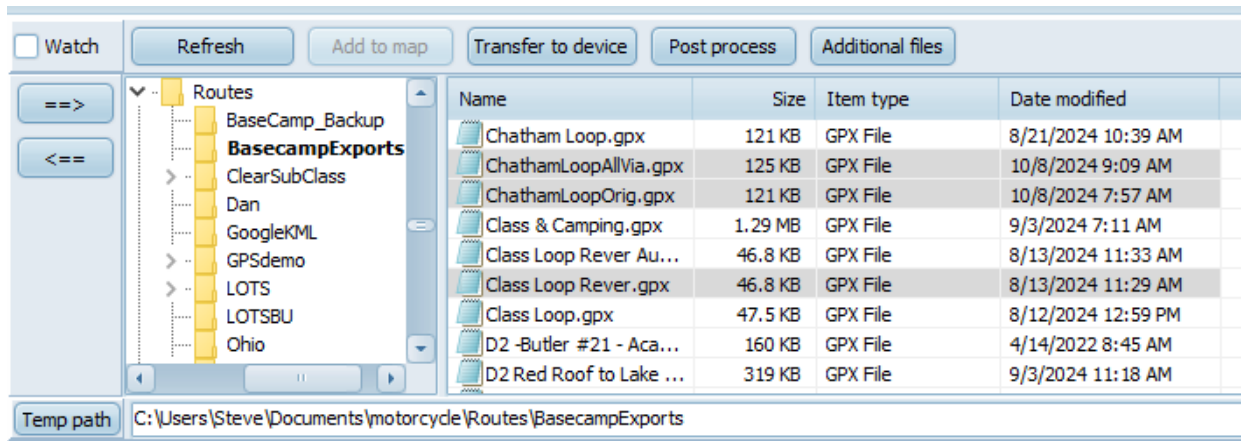 Watch Refresh Add to map Transfer to device Post process Additional files
==>
<==
Routes
BaseCamp_Backup
BasecampExports
ClearSubClass
Dan
GoogleKML
GPSdemo
LOTS
LOTSBU
Ohio
Name Size Item type Date modified
Chatham Loop.gpx 121 KB GPX File 8/21/2024 10:39 AM
ChathamLoopAllVia.gpx 125 KB GPX File 10/8/2024 9:09 AM
ChathamLoopOrig.gpx 121 KB GPX File 10/8/2024 7:57 AM
Class & Camping.gpx 1.29 MB GPX File 9/3/2024 7:11 AM
Class Loop Rever Au... 46.8 KB GPX File 8/13/2024 11:33 AM
Class Loop Rever.gpx 46.8 KB GPX File 8/13/2024 11:29 AM
Class Loop.gpx 47.5 KB GPX File 8/12/2024 12:59 PM
D2 -Butler #21 - Aca... 160 KB GPX File 4/14/2022 8:45 AM
D2 Red Roof to Lake ... 319 KB GPX File 9/3/2024 11:18 AM
Temp path C:\Users\Steve\Documents\motorcycle\Routes\BasecampExports